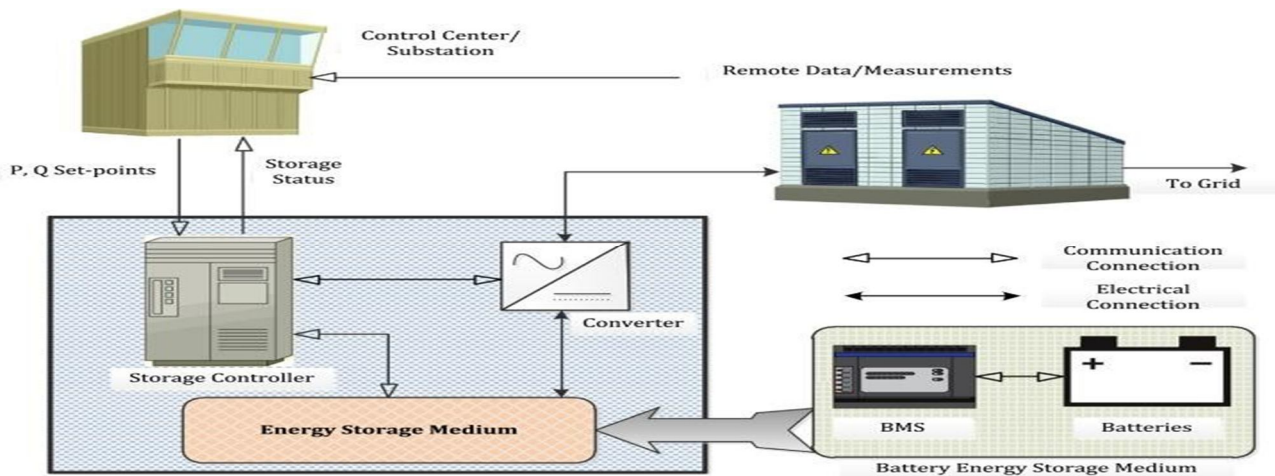 Control Center/
Substation
Remote Data/Measurements
P, Q Set-points
Storage
Status
To Grid
Communication
Connection
Electrical
Connection
Converter
Storage Controller
+ −
Energy Storage Medium
BMS
Batteries
Battery Energy Storage Medium